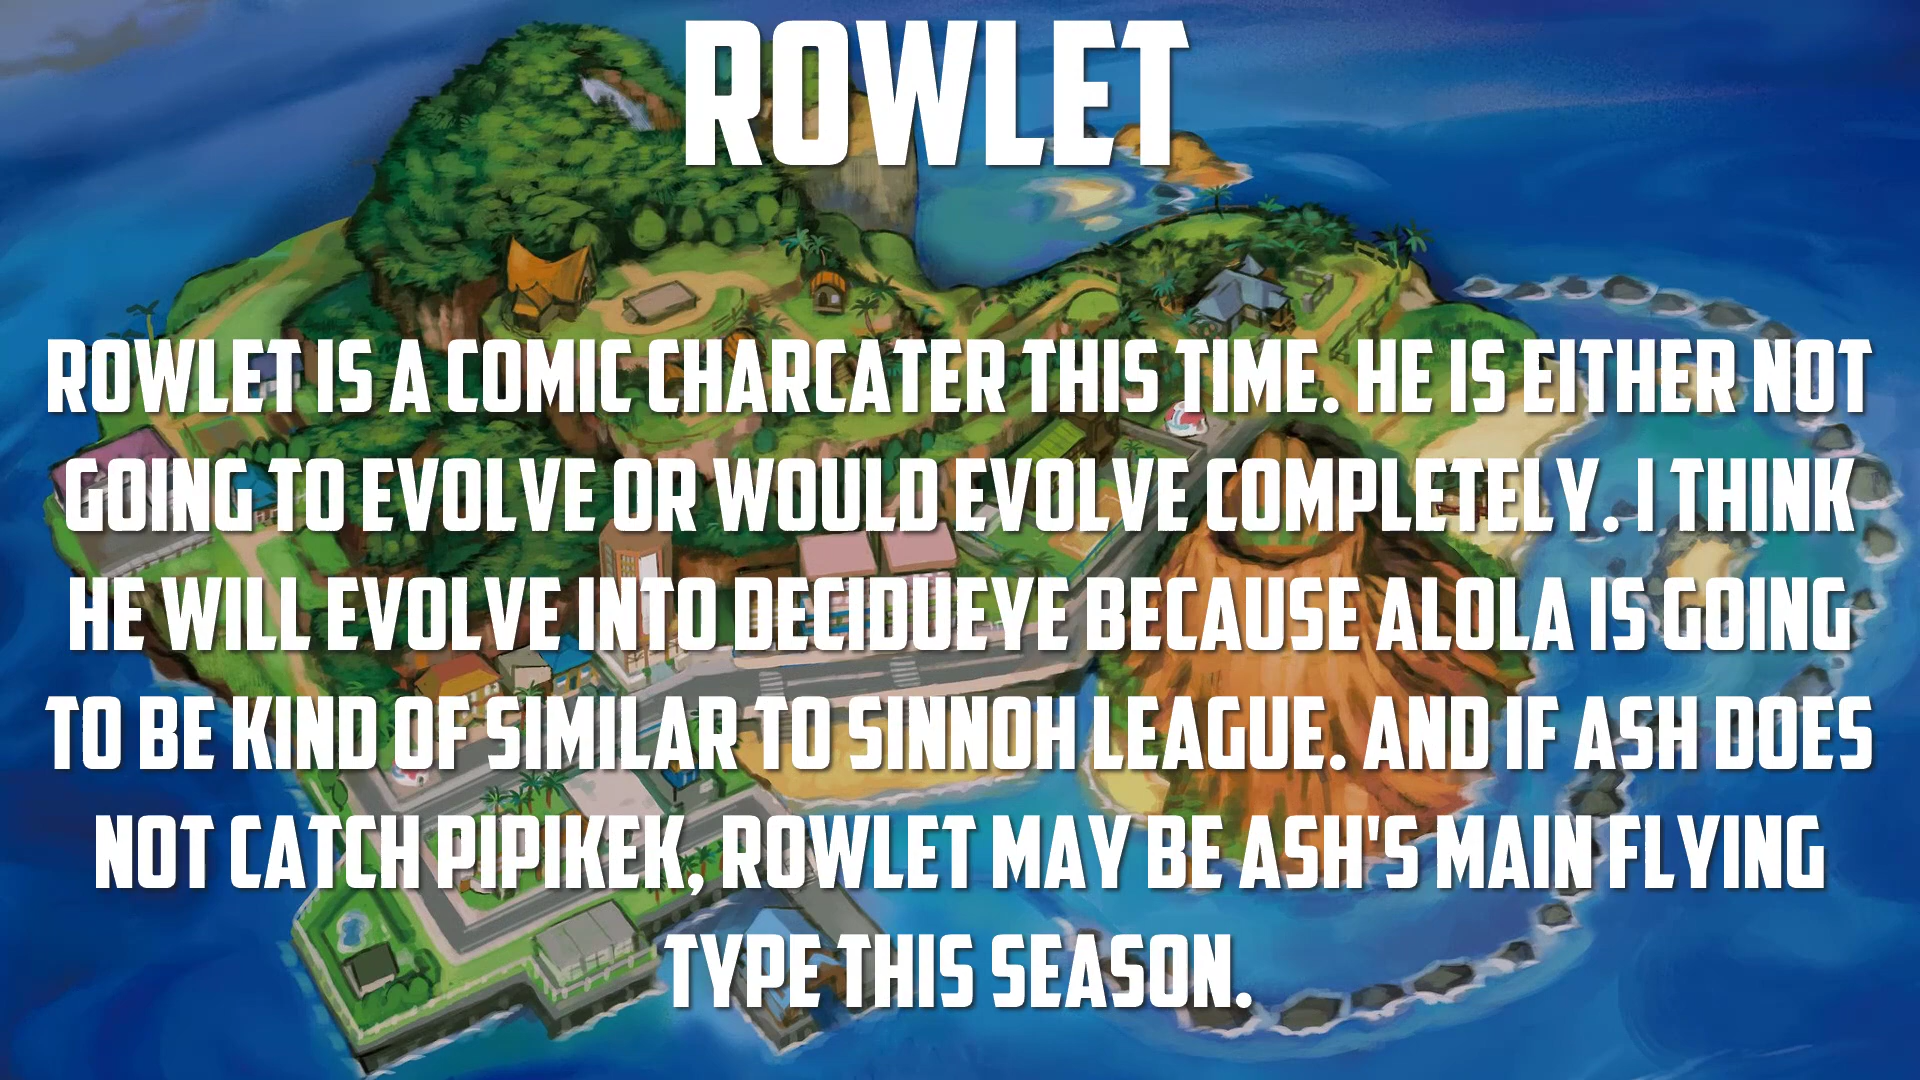 ROWLET
ROWLET IS A COMIC CHARCATER THIS TIME. HE IS EITHER NOT
GOING TO EVOLVE OR WOULD EVOLVE COMPLETELY. I THINK
HE WILL EVOLVE INTO DECIDUEYE BECAUSE ALOLA IS GOING
TO BE KIND OF SIMILAR TO SINNOH LEAGUE. AND IF ASH DOES
NOT CATCH PIPIKEK, ROWLET MAY BE ASH'S MAIN FLYING
TYPE THIS SEASON.